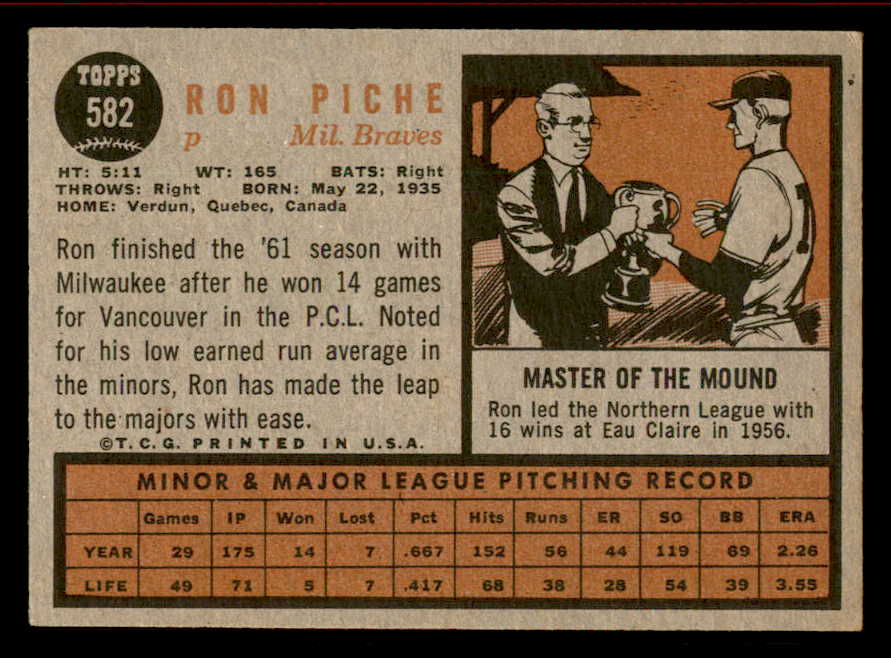 TOPPS
582
RON PICHE
p Mil. Braves
HT: 5:11 WT: 165 BATS: Right
THROWS: Right BORN: May 22, 1935
HOME: Verdun, Quebec, Canada
Ron finished the '61 season with
Milwaukee after he won 14 games
for Vancouver in the P.C.L. Noted
for his low earned run average in
the minors, Ron has made the leap
to the majors with ease.
©T.C.G. PRINTED IN U.S.A.
MASTER OF THE MOUND
Ron led the Northern League with
16 wins at Eau Claire in 1956.
MINOR & MAJOR LEAGUE PITCHING RECORD
Games IP Won Lost Pct Hits Runs ER SO BB ERA
YEAR 29 175 14 7 .667 152 56 44 119 69 2.26
LIFE 49 71 5 7 .417 68 38 28 54 39 3.55